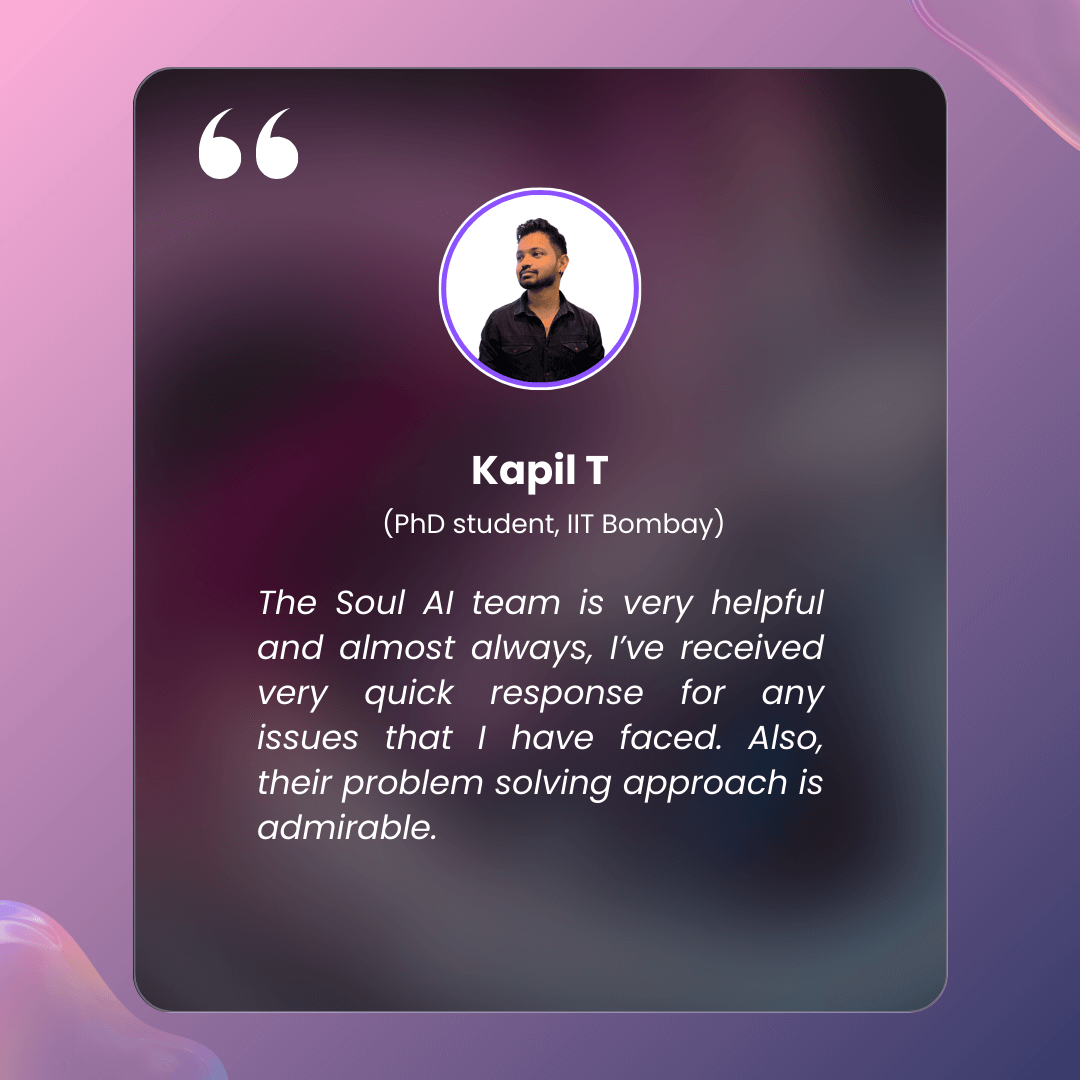 “
Kapil T
(PhD student, IIT Bombay)
The Soul AI team is very helpful
and almost always, I’ve received
very quick response for any
issues that I have faced. Also,
their problem solving approach is
admirable.